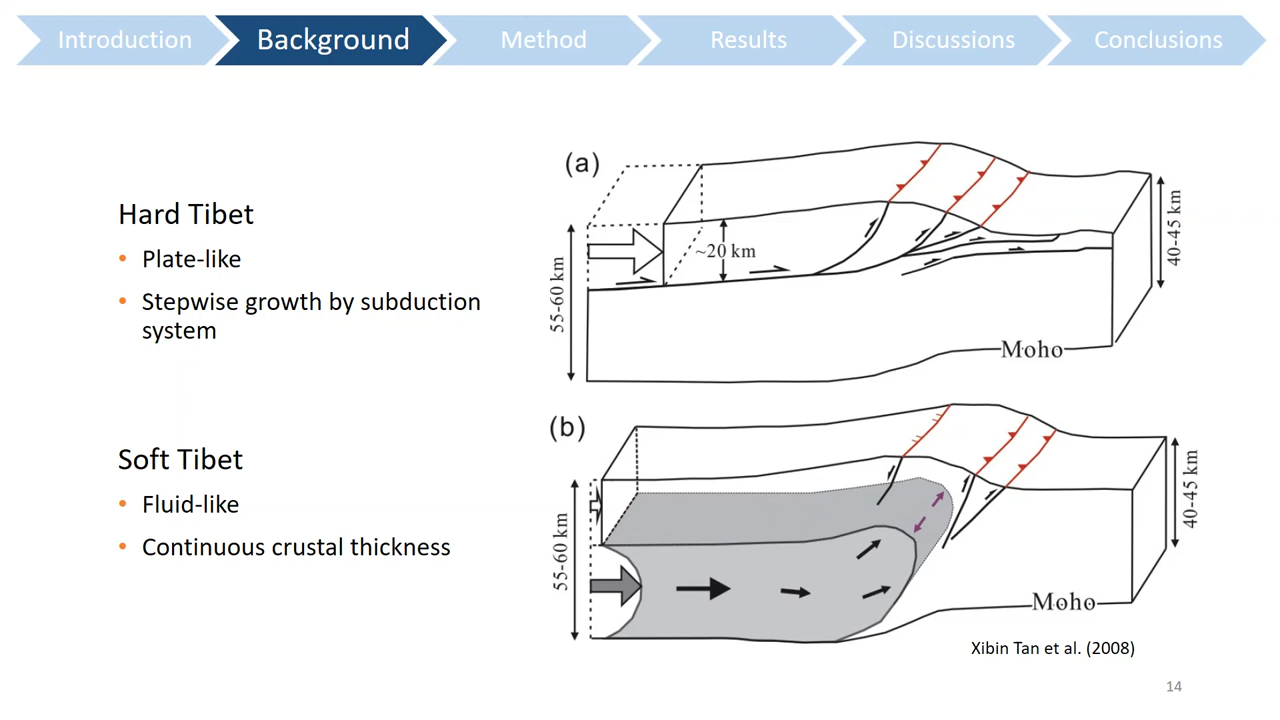 Introduction
Background
Method
Results
Discussions
Conclusions
Hard Tibet
• Plate-like
• Stepwise growth by subduction
system
Soft Tibet
• Fluid-like
• Continuous crustal thickness
(a)
~20 km
55-60 km
40-45 km
Moho
(b)
55-60 km
40-45 km
Moho
Xibin Tan et al. (2008)
14